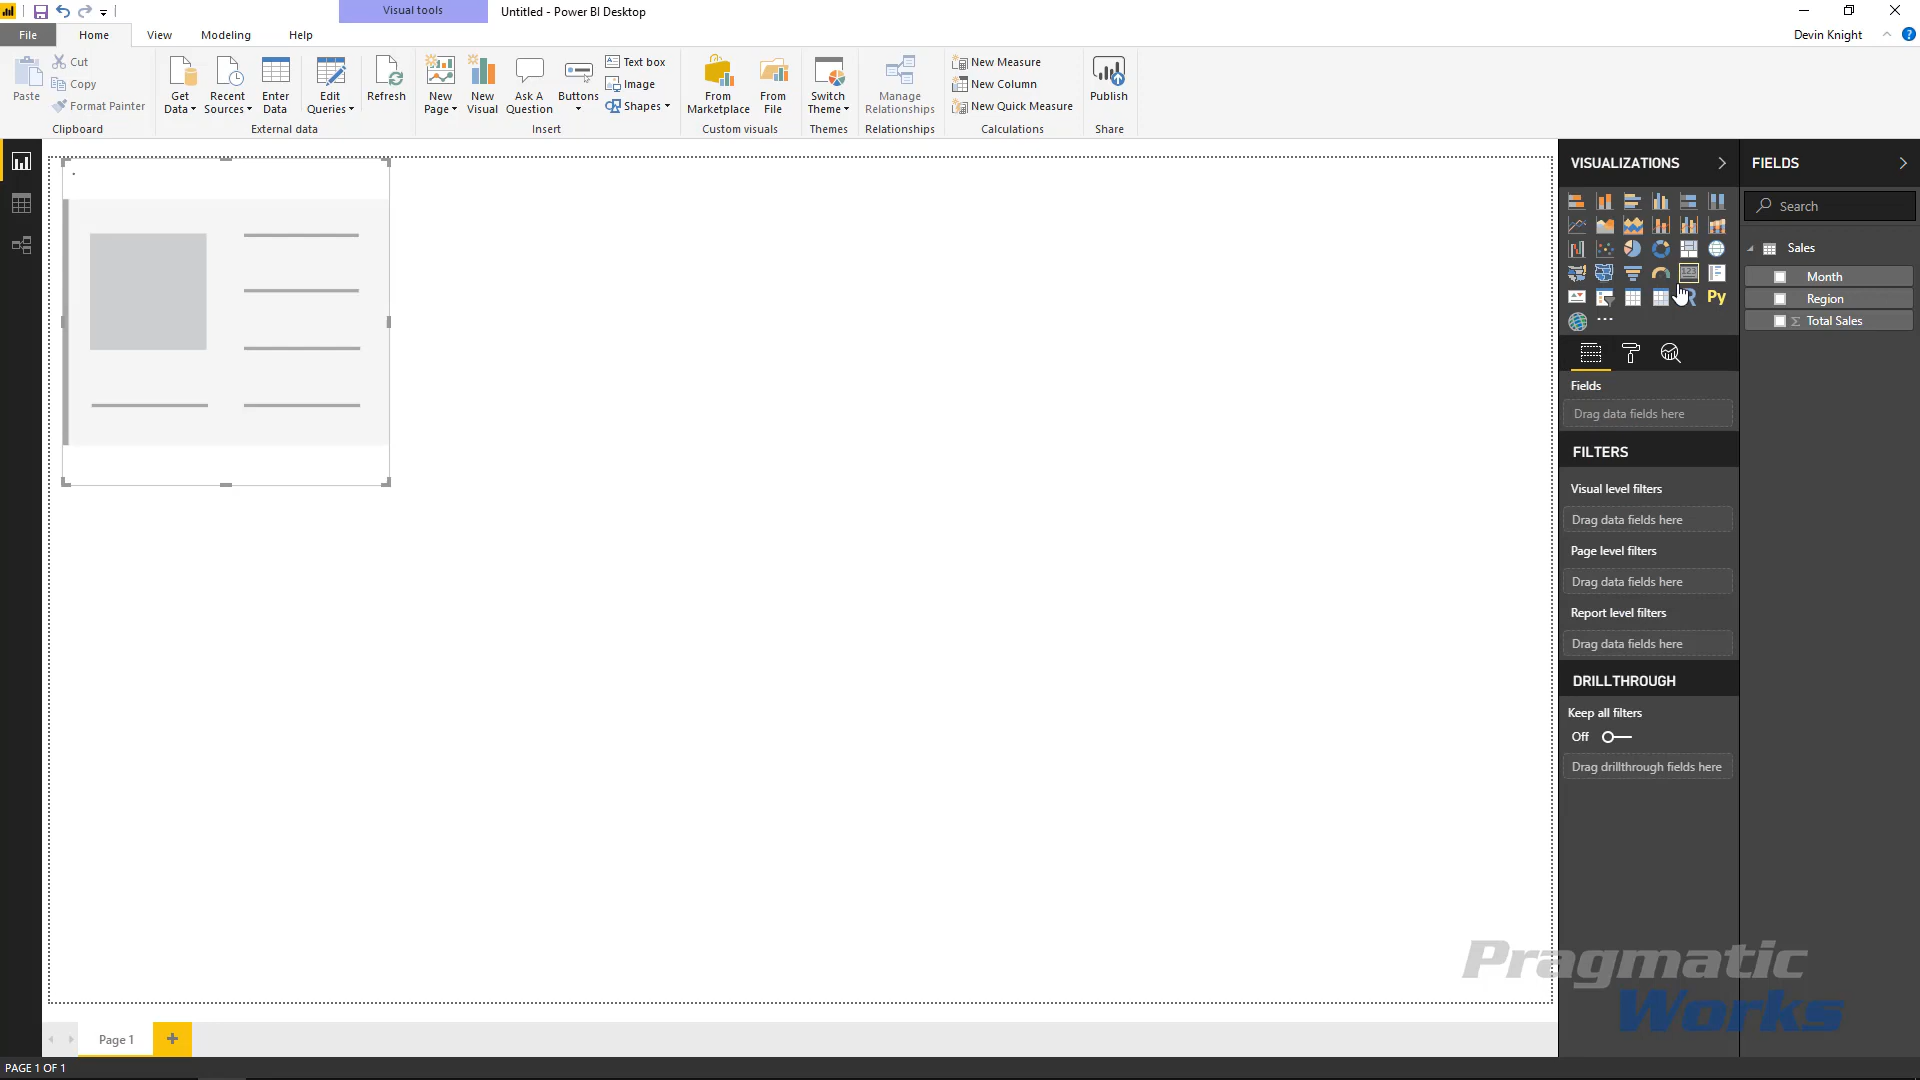 Visual tools
Untitled - Power BI Desktop
File
Home
View
Modeling
Help
Devin Knight
?
Paste
Cut
Copy
Format Painter
Clipboard
Get
Data
Recent
Sources
Enter
Data
External data
Edit
Queries
Refresh
New
Page
New
Visual
Ask A
Question
Buttons
Text box
Image
Shapes
Insert
From
Marketplace
From
File
Custom visuals
Switch
Theme
Themes
Manage
Relationships
Relationships
New Measure
New Column
New Quick Measure
Calculations
Publish
Share
VISUALIZATIONS
123
R
Py
Fields
Drag data fields here
FILTERS
Visual level filters
Drag data fields here
Page level filters
Drag data fields here
Report level filters
Drag data fields here
DRILLTHROUGH
Keep all filters
Off
Drag drillthrough fields here
FIELDS
Search
Sales
Month
Region
Σ Total Sales
Pragmatic
Works
Page 1
+
PAGE 1 OF 1